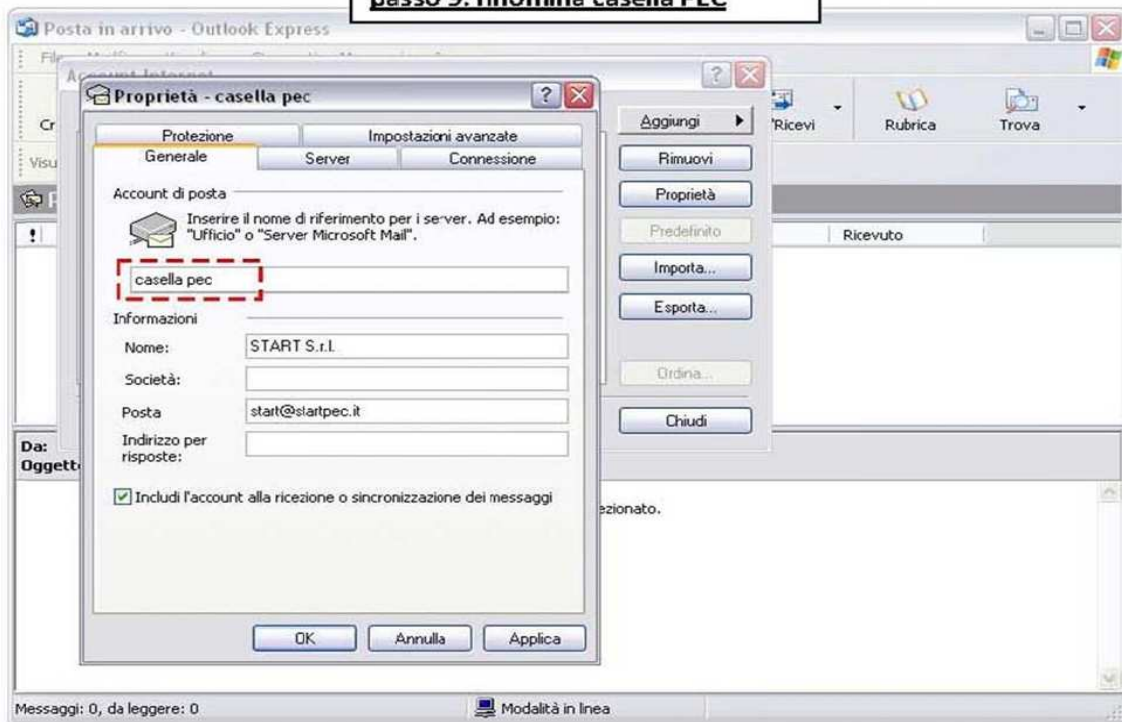 passo 9: rinomina casella PEC
Posta in arrivo - Outlook Express
Account Internet
Proprietà - casella pec
Aggiungi
Ricevi
Rubrica
Trova
Protezione
Impostazioni avanzate
Generale
Server
Connessione
Rimuovi
Account di posta
Proprietà
Inserire il nome di riferimento per i server. Ad esempio:
"Ufficio" o "Server Microsoft Mail".
Predefinito
! Ricevuto
casella pec
Importa...
Informazioni
Esporta...
Nome: START S.r.l.
Società:
Ordina...
Posta start@startpec.it
Chiudi
Indirizzo per
risposte:
Da:
Oggetto
Includi l'account alla ricezione o sincronizzazione dei messaggi
ezionato.
OK
Annulla
Applica
Messaggi: 0, da leggere: 0
Modalità in linea